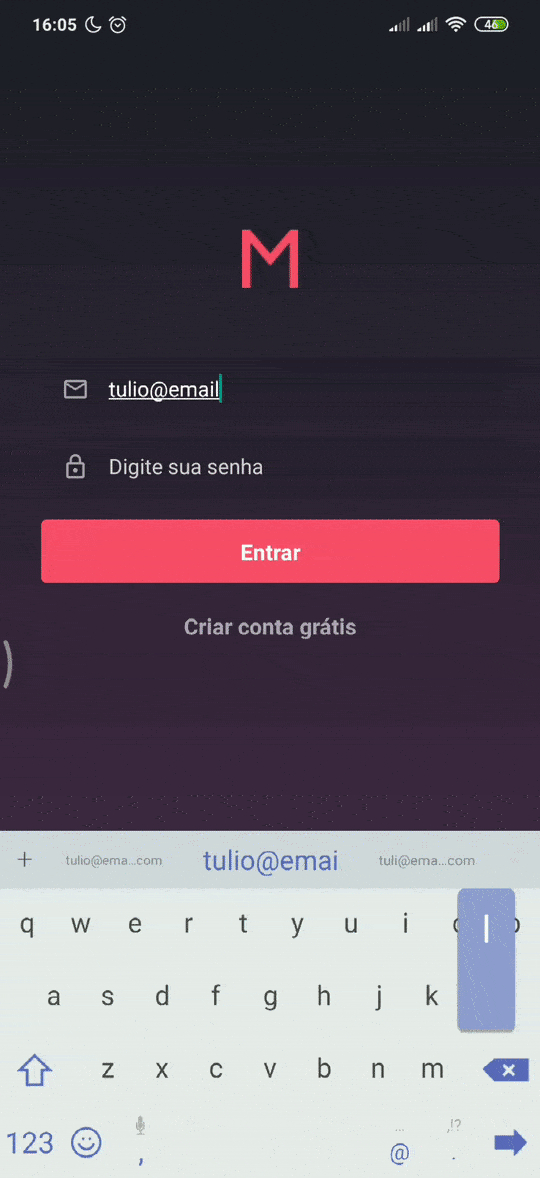 16:05 46
M
tulio@email
Digite sua senha
Entrar
Criar conta grátis
tulio@ema...com tulio@emai tuli@ema...com
q w e r t y u i o p
a s d f g h j k l
z x c v b n m
... ,!?
123 , @ .